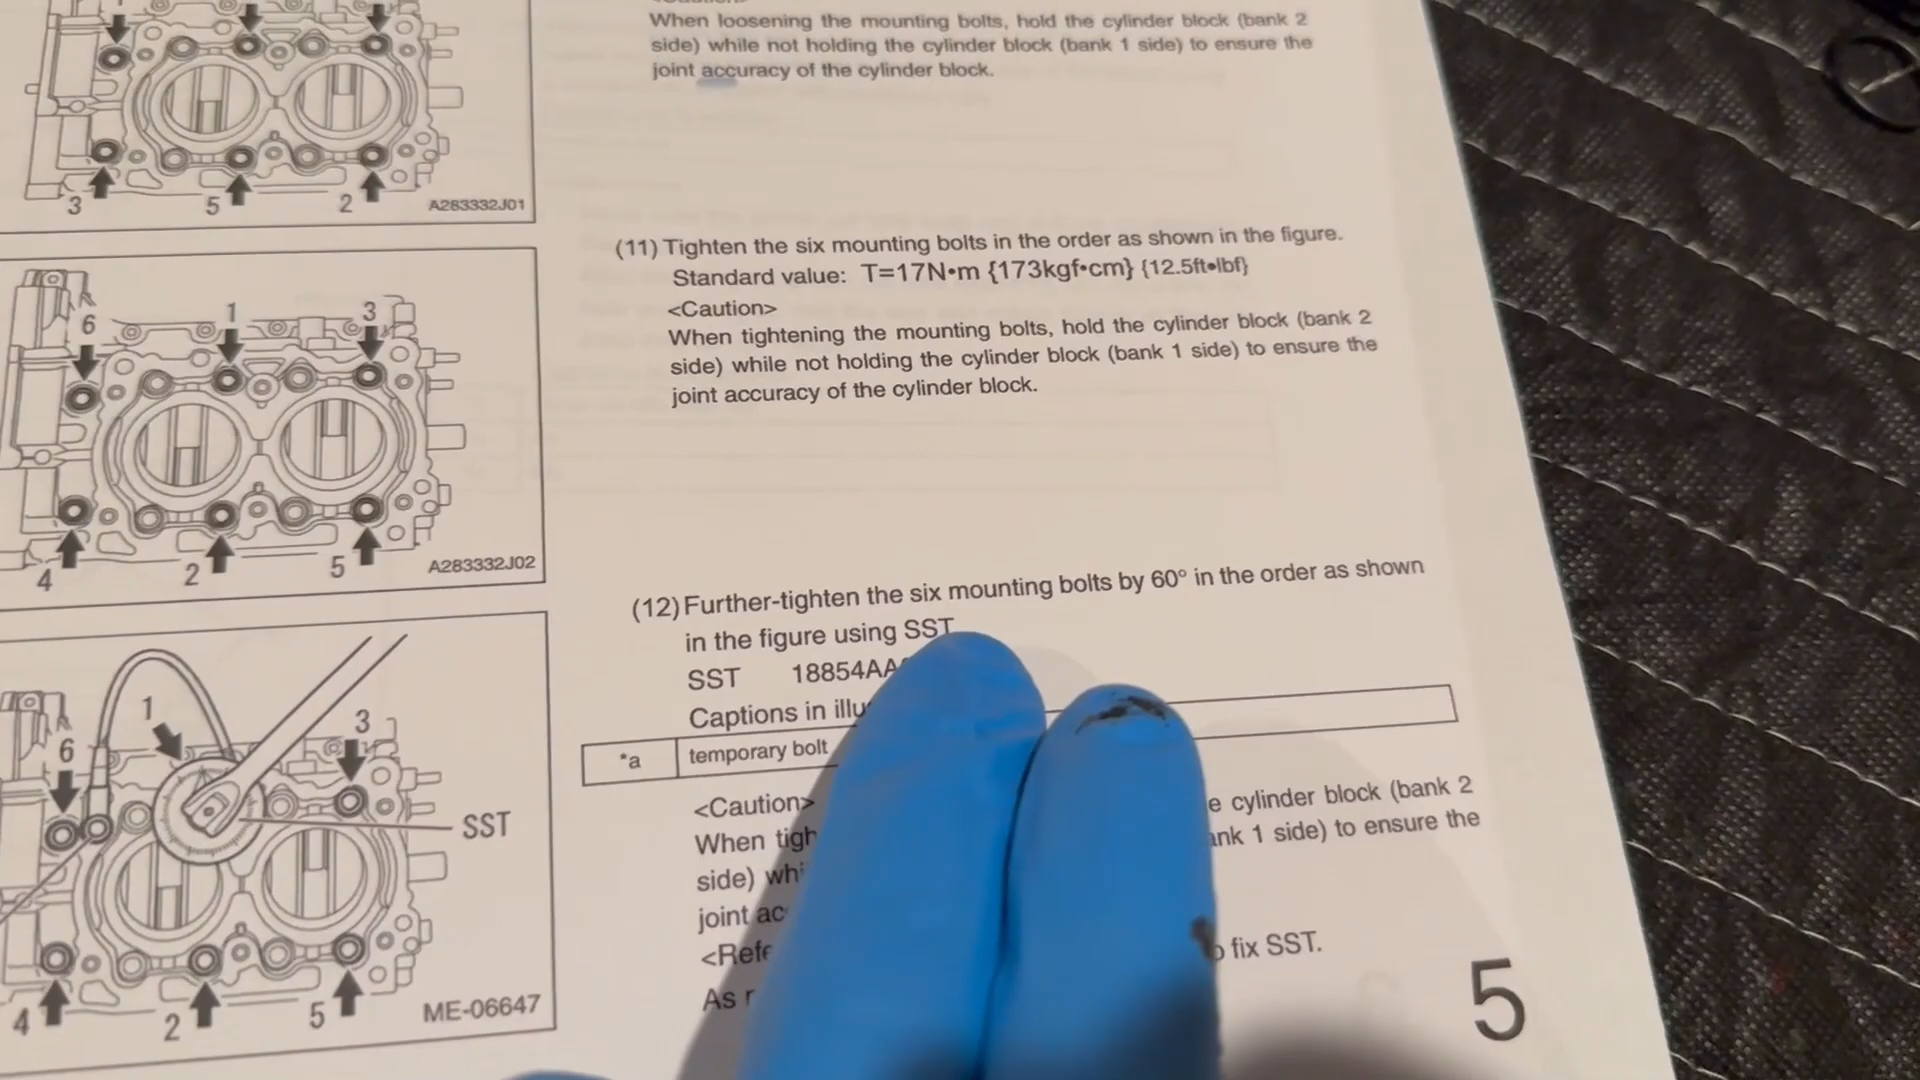 When loosening the mounting bolts, hold the cylinder block (bank 2
side) while not holding the cylinder block (bank 1 side) to ensure the
joint accuracy of the cylinder block.
3 5 2 A283332J01
(11) Tighten the six mounting bolts in the order as shown in the figure.
Standard value: T=17N•m {173kgf•cm} {12.5ft•lbf}
<Caution>
When tightening the mounting bolts, hold the cylinder block (bank 2
side) while not holding the cylinder block (bank 1 side) to ensure the
joint accuracy of the cylinder block.
6 1 3
4 2 5 A283332J02
(12) Further-tighten the six mounting bolts by 60° in the order as shown
in the figure using SST
SST 18854AA
Captions in
*a temporary bolt
<Caution>
When e cylinder block (bank 2
side) 1 side) to ensure the
joint
fix SST.
As
1
6 3
SST
4 2 5 ME-06647
5